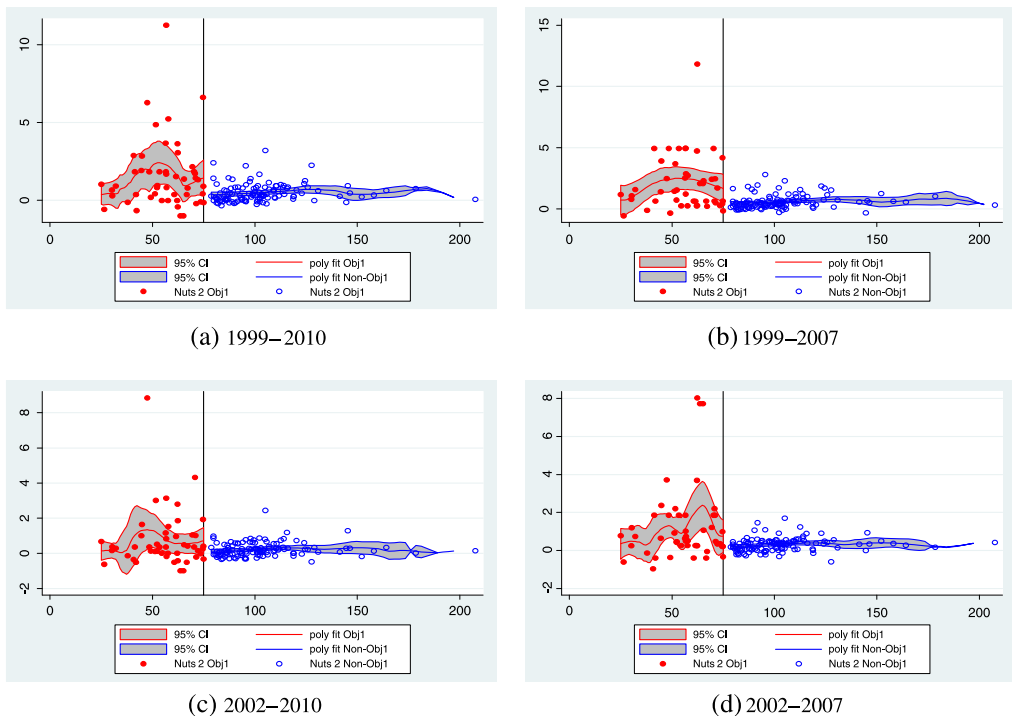 10
5
0
0 50 100 150 200
95% CI poly fit Obj1
95% CI poly fit Non-Obj1
Nuts 2 Obj1 Nuts 2 Obj1
(a) 1999–2010
15
10
5
0
0 50 100 150 200
95% CI poly fit Obj1
95% CI poly fit Non-Obj1
Nuts 2 Obj1 Nuts 2 Non-Obj1
(b) 1999–2007
8
6
4
2
0
-2
0 50 100 150 200
95% CI poly fit Obj1
95% CI poly fit Non-Obj1
Nuts 2 Obj1 Nuts 2 Non-Obj1
(c) 2002–2010
8
6
4
2
0
-2
0 50 100 150 200
95% CI poly fit Obj1
95% CI poly fit Non-Obj1
Nuts 2 Obj1 Nuts 2 Non-Obj1
(d) 2002–2007